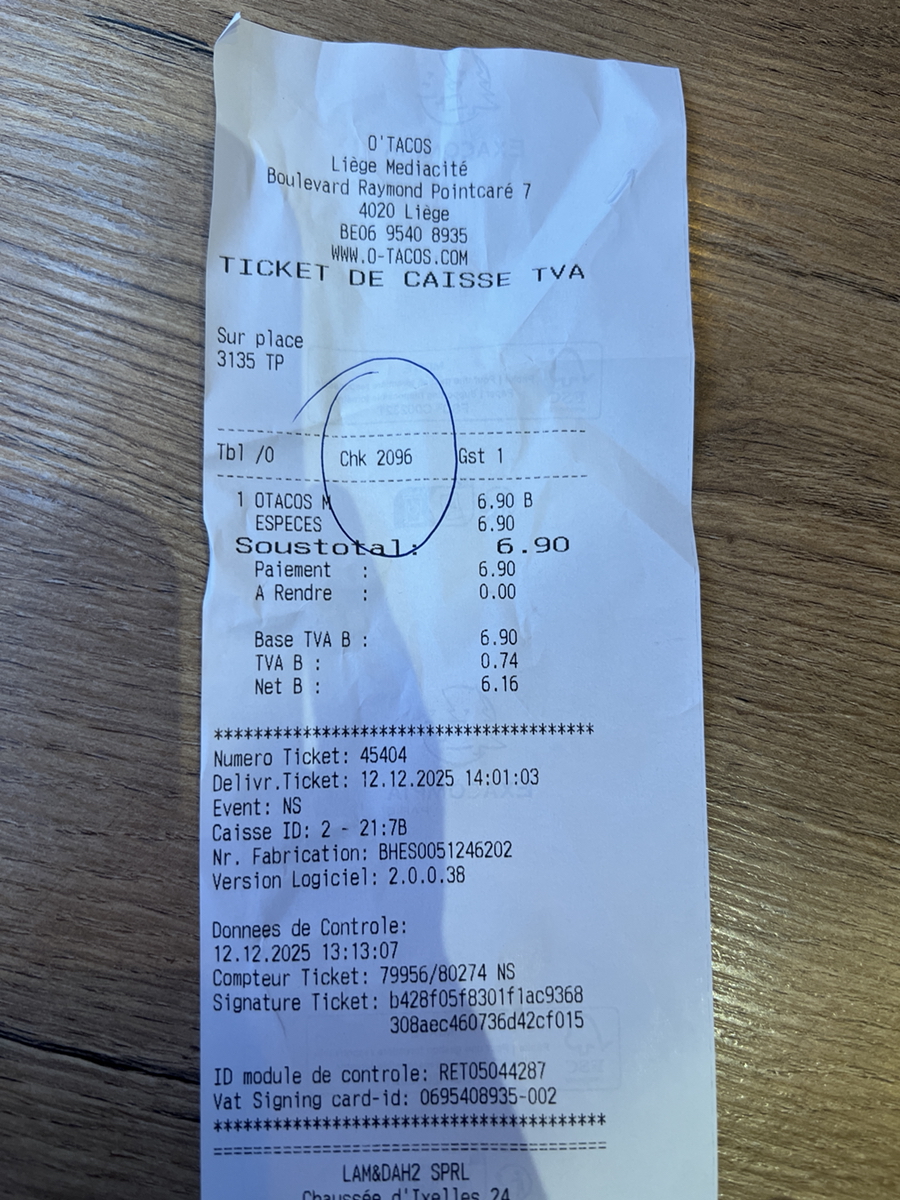 O'TACOS
Liège Mediacité
Boulevard Raymond Pointcaré 7
4020 Liège
BE06 9540 8935
WWW.O-TACOS.COM
TICKET DE CAISSE TVA
Sur place
3135 TP
Tbl /0 Chk 2096 Gst 1
1 OTACOS M 6.90 B
ESPECES 6.90
Soustotal: 6.90
Paiement : 6.90
A Rendre : 0.00
Base TVA B : 6.90
TVA B : 0.74
Net B : 6.16
***************************************
Numero Ticket: 45404
Delivr.Ticket: 12.12.2025 14:01:03
Event: NS
Caisse ID: 2 - 21:7B
Nr. Fabrication: BHES0051246202
Version Logiciel: 2.0.0.38
Donnees de Controle:
12.12.2025 13:13:07
Compteur Ticket: 79956/80274 NS
Signature Ticket: b428f05f8301f1ac9368
308aec460736d42cf015
ID module de controle: RET05044287
Vat Signing card-id: 0695408935-002
***************************************
=======================================
LAM&DAH2 SPRL
Chaussée d'Ixelles 24